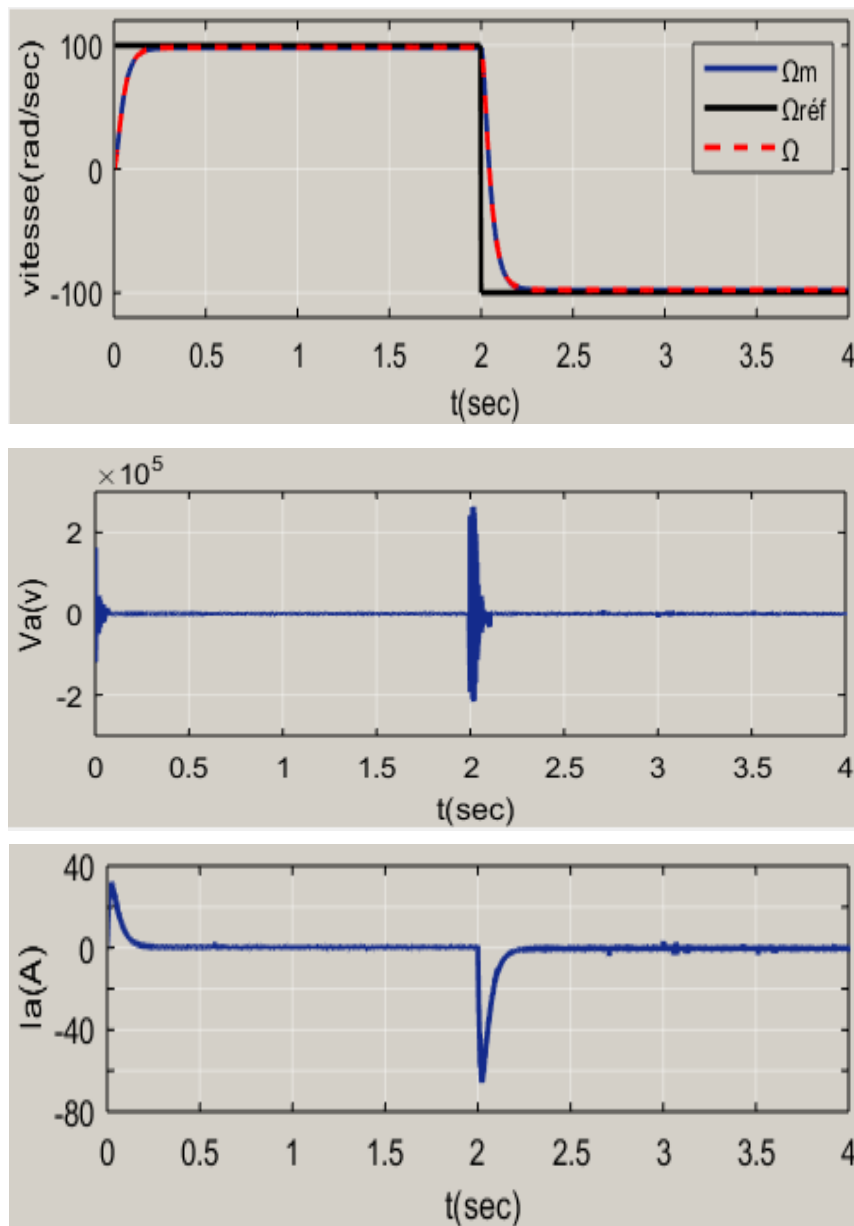 vitesse(rad/sec)
100
0
-100
Ωm
Ωréf
Ω
0 0.5 1 1.5 2 2.5 3 3.5 4
t(sec)
×10⁵
Va(v)
2
0
-2
0 0.5 1 1.5 2 2.5 3 3.5 4
t(sec)
Ia(A)
40
0
-40
-80
0 0.5 1 1.5 2 2.5 3 3.5 4
t(sec)